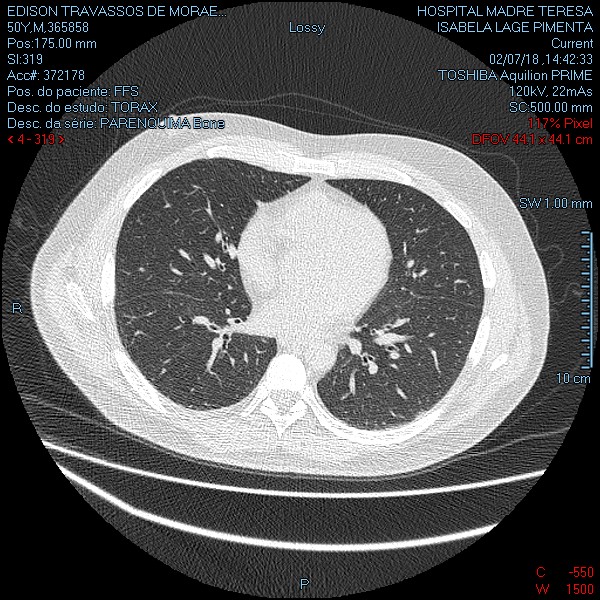 EDISON TRAVASSOS DE MORAE...
50Y,M,365858
Pos:175.00 mm
SI:319
Acc#: 372178
Pos. do paciente: FFS
Desc. do estudo: TORAX
Desc. da série: PARENQUIMA Bone
< 4 - 319 >
Lossy
HOSPITAL MADRE TERESA
ISABELA LAGE PIMENTA
Current
02/07/18 ,14:42:33
TOSHIBA Aquilion PRIME
120kV, 22mAs
SC:500.00 mm
117% Pixel
DFOV 44.1 x 44.1 cm
SW 1.00 mm
R
10 cm
P
C -550
W 1500